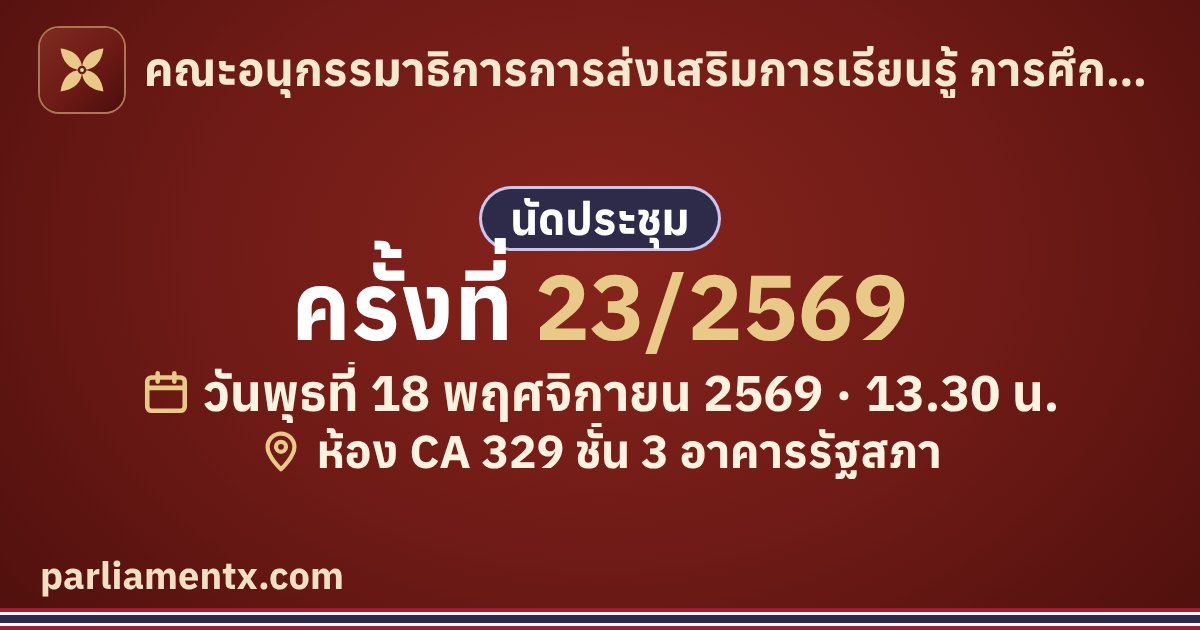 คณะอนุกรรมาธิการการส่งเสริมการเรียนรู้ การศึก...
นัดประชุม
ครั้งที่ 23/2569
วันพุธที่ 18 พฤศจิกายน 2569 · 13.30 น.
ห้อง CA 329 ชั้น 3 อาคารรัฐสภา
parliamentx.com